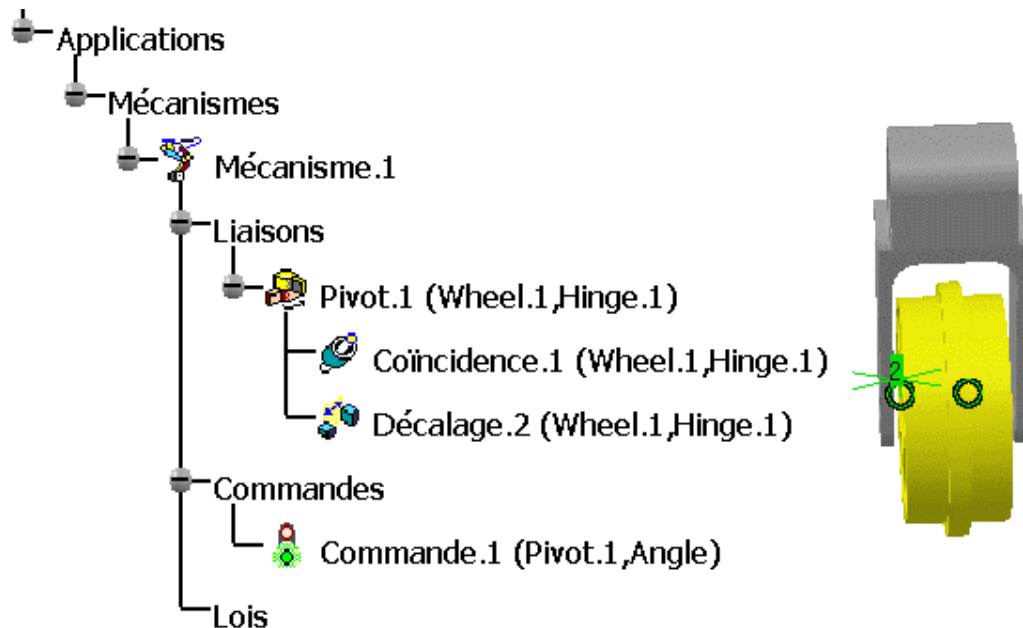 Applications
Mécanismes
Mécanisme.1
Liaisons
Pivot.1 (Wheel.1,Hinge.1)
Coïncidence.1 (Wheel.1,Hinge.1)
2
Décalage.2 (Wheel.1,Hinge.1)
Commandes
Commande.1 (Pivot.1,Angle)
Lois